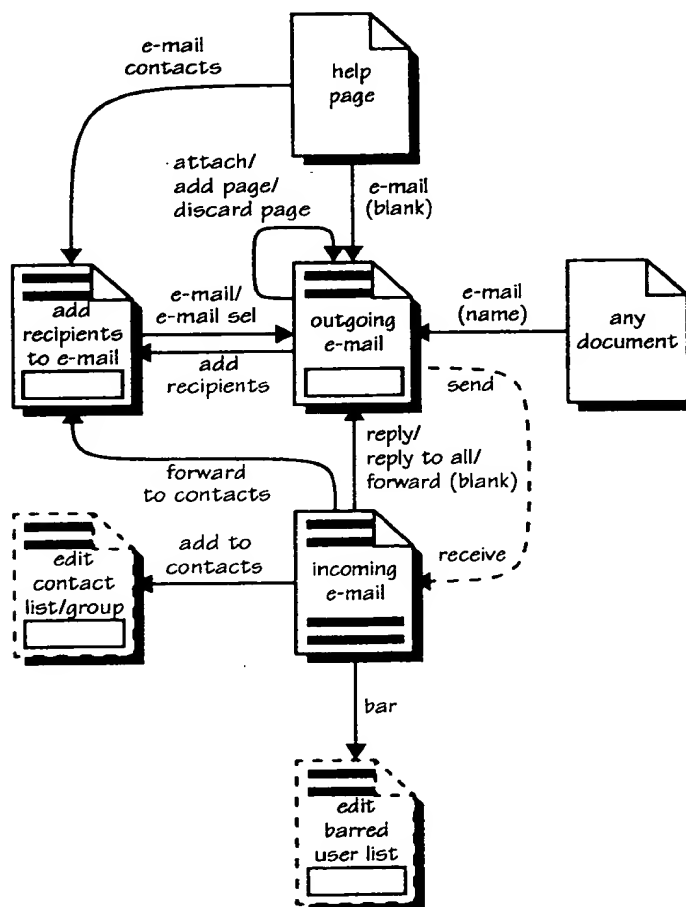 e-mail
contacts
help
page
attach/
add page/
discard page
e-mail
(blank)
add
recipients
to e-mail
e-mail/
e-mail sel
add
recipients
outgoing
e-mail
e-mail
(name)
any
document
send
reply/
reply to all/
forward (blank)
forward
to contacts
receive
edit
contact
list/group
add to
contacts
incoming
e-mail
bar
edit
barred
user list